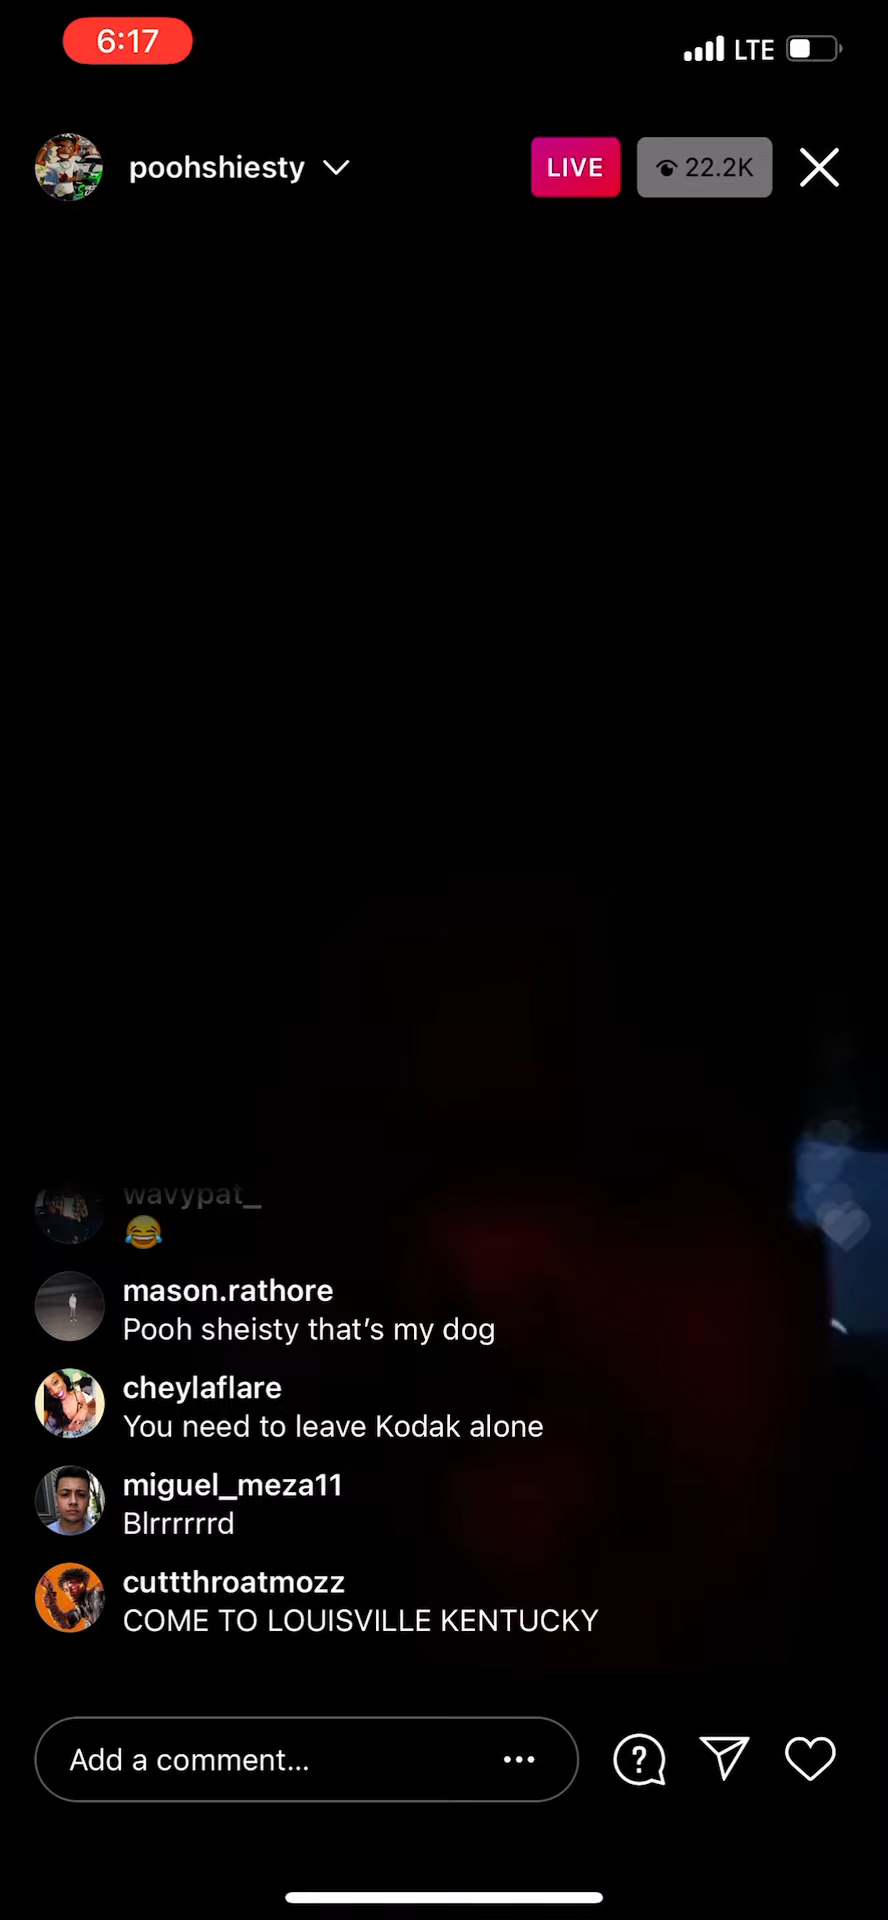 6:17
LTE
poohshiesty
LIVE
22.2K
wavypat_
😂
mason.rathore
Pooh sheisty that’s my dog
cheylaflare
You need to leave Kodak alone
miguel_meza11
Blrrrrrrd
cuttthroatmozz
COME TO LOUISVILLE KENTUCKY
Add a comment...